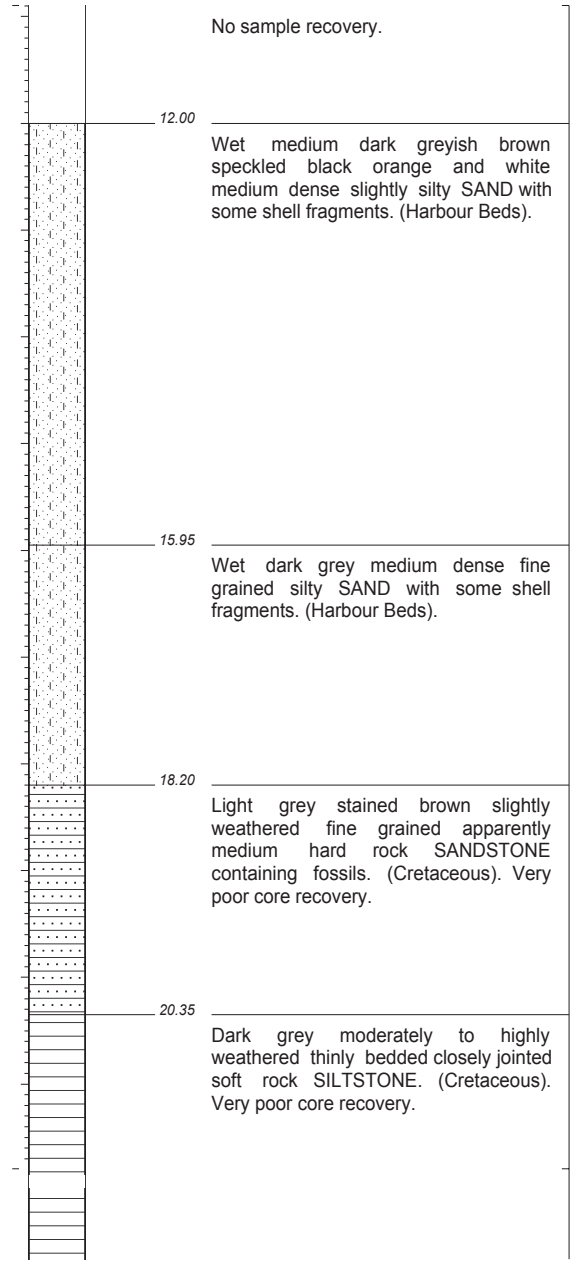 No sample recovery.
12.00
Wet medium dark greyish brown
speckled black orange and white
medium dense slightly silty SAND with
some shell fragments. (Harbour Beds).
15.95
Wet dark grey medium dense fine
grained silty SAND with some shell
fragments. (Harbour Beds).
18.20
Light grey stained brown slightly
weathered fine grained apparently
medium hard rock SANDSTONE
containing fossils. (Cretaceous). Very
poor core recovery.
20.35
Dark grey moderately to highly
weathered thinly bedded closely jointed
soft rock SILTSTONE. (Cretaceous).
Very poor core recovery.